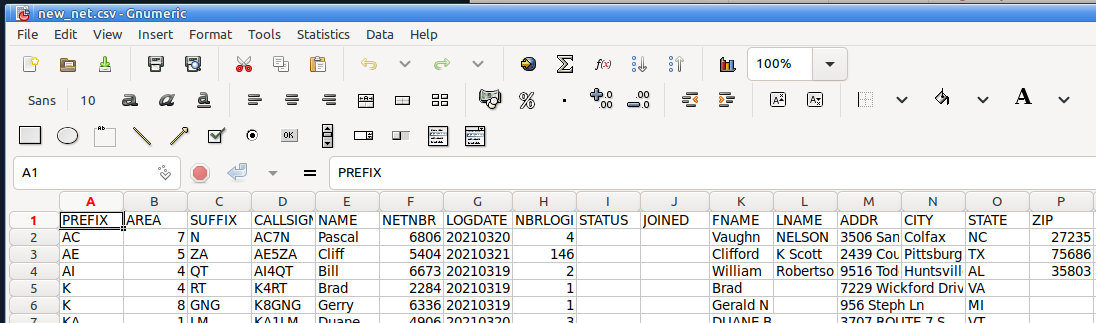 new_net.csv - Gnumeric
File Edit View Insert Format Tools Statistics Data Help
f(x) 100%
Sans 10 a a a % +.0 .00 .00 .0 A A A
Ab OK
A1 = PREFIX
A B C D E F G H I J K L M N O P
1 PREFIX AREA SUFFIX CALLSIGN NAME NETNBR LOGDATE NBRLOGI STATUS JOINED FNAME LNAME ADDR CITY STATE ZIP
2 AC 7 N AC7N Pascal 6806 20210320 4 Vaughn NELSON 3506 San Colfax NC 27235
3 AE 5 ZA AE5ZA Cliff 5404 20210321 146 Clifford K Scott 2439 Cou Pittsburg TX 75686
4 AI 4 QT AI4QT Bill 6673 20210319 2 William Robertso 9516 Tod Huntsvill AL 35803
5 K 4 RT K4RT Brad 2284 20210319 1 Brad 7229 Wickford Driv VA
6 K 8 GNG K8GNG Gerry 6336 20210319 1 Gerald N 956 Steph Ln MI
7 KA 1 LM KA1LM Duane 4906 20210320 3 DUANE B 3707 ROUTE 7 S VT